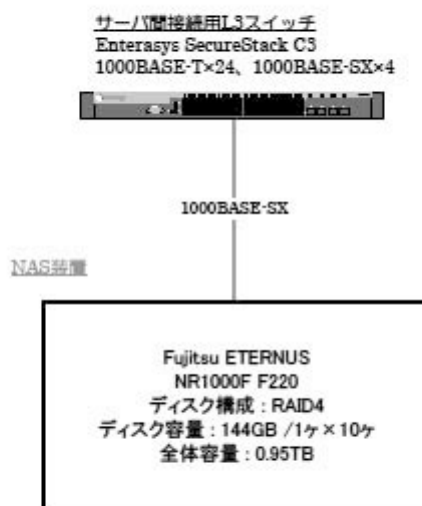 サーバ間接続用L3スイッチ
Enterasys SecureStack C3
1000BASE-T×24、1000BASE-SX×4
1000BASE-SX
NAS装置
Fujitsu ETERNUS
NR1000F F220
ディスク構成：RAID4
ディスク容量：144GB /1ヶ×10ヶ
全体容量：0.95TB